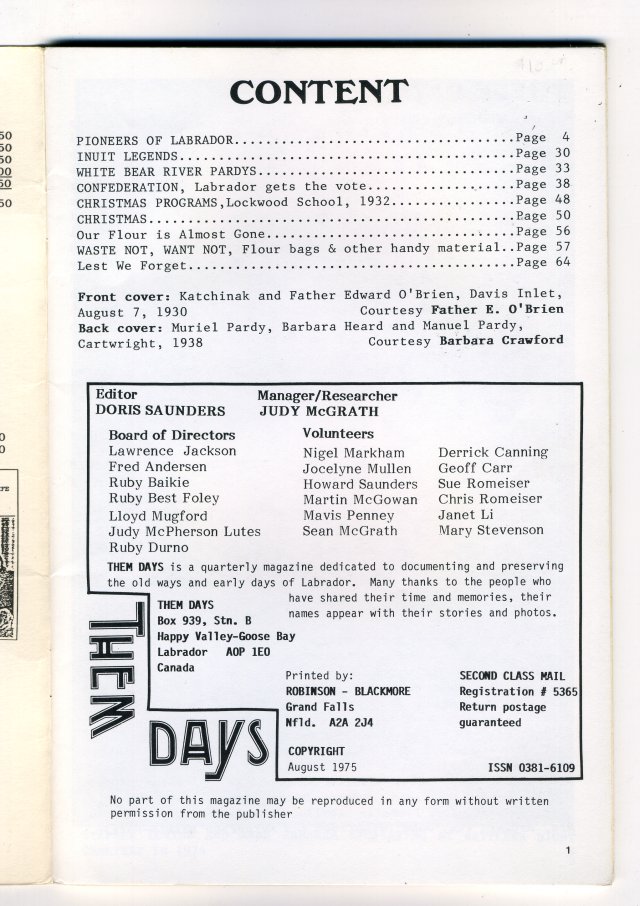 CONTENT
PIONEERS OF LABRADOR...................................Page 4
INUIT LEGENDS..........................................Page 30
WHITE BEAR RIVER PARDYS................................Page 33
CONFEDERATION, Labrador gets the vote..................Page 38
CHRISTMAS PROGRAMS,Lockwood School, 1932...............Page 48
CHRISTMAS..............................................Page 50
Our Flour is Almost Gone...............................Page 56
WASTE NOT, WANT NOT, Flour bags & other handy material..Page 57
Lest We Forget.........................................Page 64
Front cover: Katchinak and Father Edward O'Brien, Davis Inlet,
August 7, 1930 Courtesy Father E. O'Brien
Back cover: Muriel Pardy, Barbara Heard and Manuel Pardy,
Cartwright, 1938 Courtesy Barbara Crawford
Editor Manager/Researcher
DORIS SAUNDERS JUDY McGRATH
Board of Directors Volunteers
Lawrence Jackson Nigel Markham Derrick Canning
Fred Andersen Jocelyne Mullen Geoff Carr
Ruby Baikie Howard Saunders Sue Romeiser
Ruby Best Foley Martin McGowan Chris Romeiser
Lloyd Mugford Mavis Penney Janet Li
Judy McPherson Lutes Sean McGrath Mary Stevenson
Ruby Durno
THEM DAYS is a quarterly magazine dedicated to documenting and preserving
the old ways and early days of Labrador. Many thanks to the people who
have shared their time and memories, their
names appear with their stories and photos.
THEM DAYS
Box 939, Stn. B
Happy Valley-Goose Bay
Labrador AOP 1EO
Canada
Printed by:
ROBINSON - BLACKMORE
Grand Falls
Nfld. A2A 2J4
SECOND CLASS MAIL
Registration # 5365
Return postage
guaranteed
COPYRIGHT
August 1975
ISSN 0381-6109
THEM
DAYS
No part of this magazine may be reproduced in any form without written
permission from the publisher
1